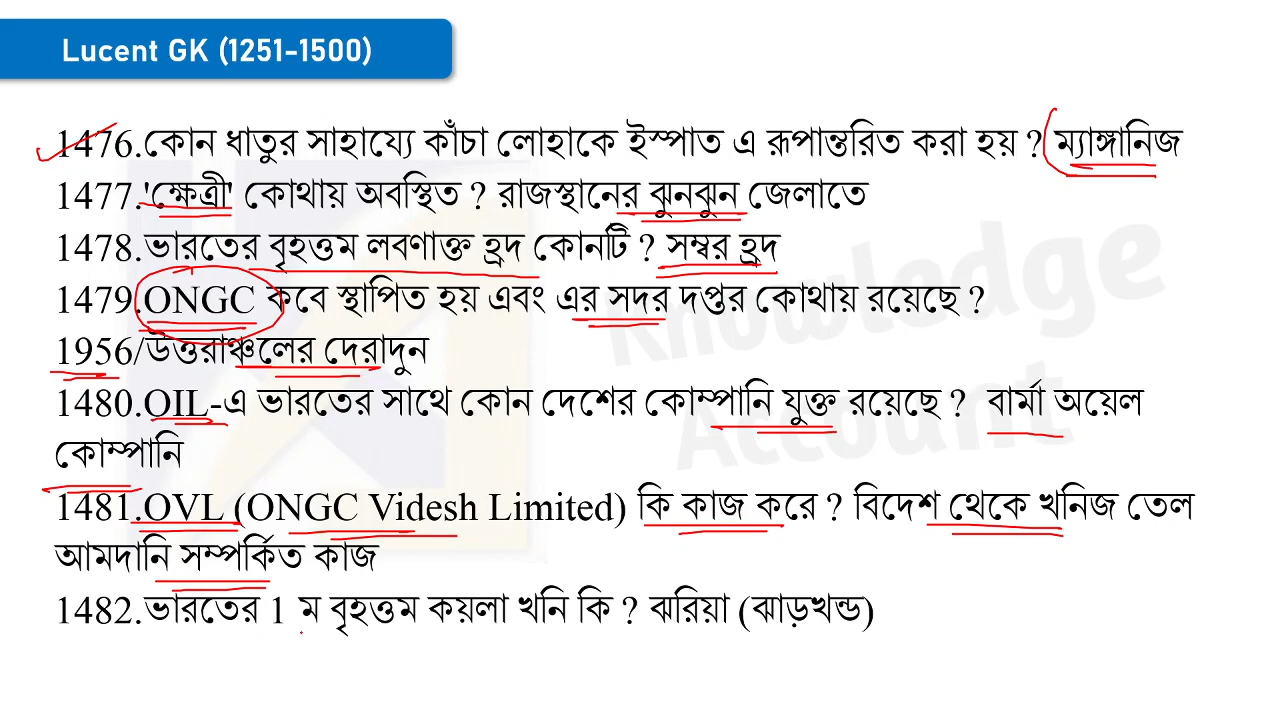 Lucent GK (1251-1500)
1476.কোন ধাতুর সাহায্যে কাঁচা লোহাকে ইস্পাত এ রূপান্তরিত করা হয় ? ম্যাঙ্গানিজ
1477.'ক্ষেত্রী' কোথায় অবস্থিত ? রাজস্থানের ঝুনঝুন জেলাতে
1478.ভারতের বৃহত্তম লবণাক্ত হ্রদ কোনটি ? সম্বর হ্রদ
1479.ONGC কবে স্থাপিত হয় এবং এর সদর দপ্তর কোথায় রয়েছে ?
1956/উত্তরাঞ্চলের দেরাদুন
1480.OIL-এ ভারতের সাথে কোন দেশের কোম্পানি যুক্ত রয়েছে ? বার্মা অয়েল
কোম্পানি
1481.OVL (ONGC Videsh Limited) কি কাজ করে ? বিদেশ থেকে খনিজ তেল
আমদানি সম্পর্কিত কাজ
1482.ভারতের 1 ম বৃহত্তম কয়লা খনি কি ? ঝরিয়া (ঝাড়খন্ড)
Knowledge
Account